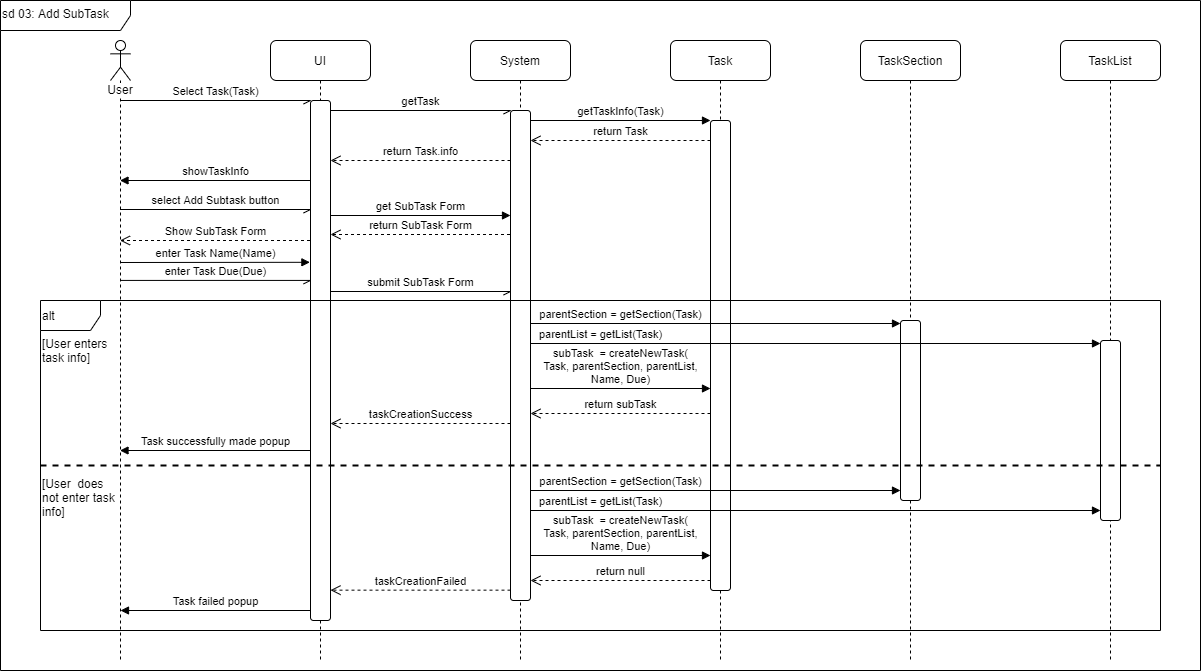 sd 03: Add SubTask
UI
System
Task
TaskSection
TaskList
User
Select Task(Task)
getTask
getTaskInfo(Task)
return Task
return Task.info
showTaskInfo
select Add Subtask button
get SubTask Form
return SubTask Form
Show SubTask Form
enter Task Name(Name)
enter Task Due(Due)
submit SubTask Form
alt
[User enters
task info]
parentSection = getSection(Task)
parentList = getList(Task)
subTask = createNewTask(
Task, parentSection, parentList,
Name, Due)
return subTask
taskCreationSuccess
Task successfully made popup
[User does
not enter task
info]
parentSection = getSection(Task)
parentList = getList(Task)
subTask = createNewTask(
Task, parentSection, parentList,
Name, Due)
return null
taskCreationFailed
Task failed popup